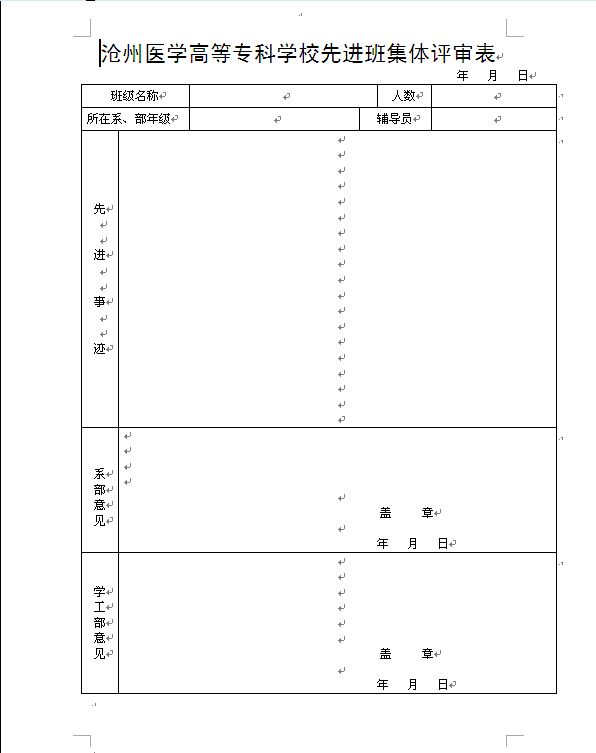 沧州医学高等专科学校先进班集体评审表
年 月 日
班级名称 人数
所在系、部年级 辅导员
先
进
事
迹
系
部
意
见
盖 章
年 月 日
学
工
部
意
见
盖 章
年 月 日